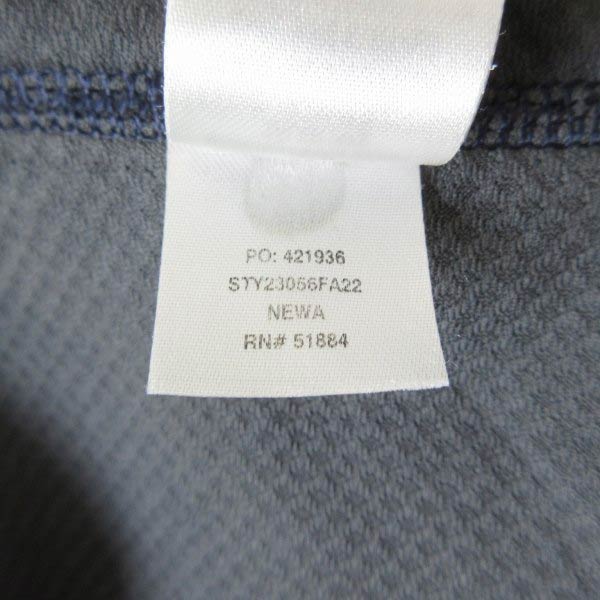 PO: 421936
STY23056FA22
NEWA
RN# 51884